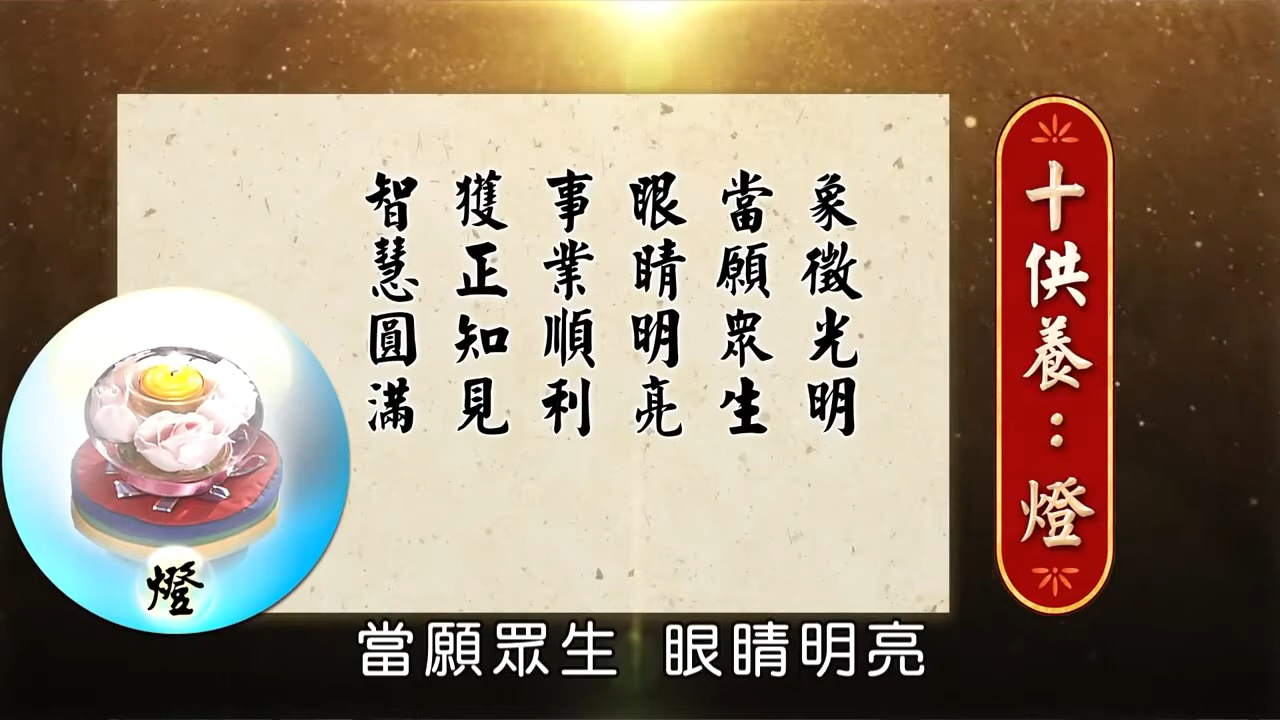 十供養：燈
象徵光明
當願眾生
眼睛明亮
事業順利
獲正知見
智慧圓滿
燈
當願眾生 眼睛明亮